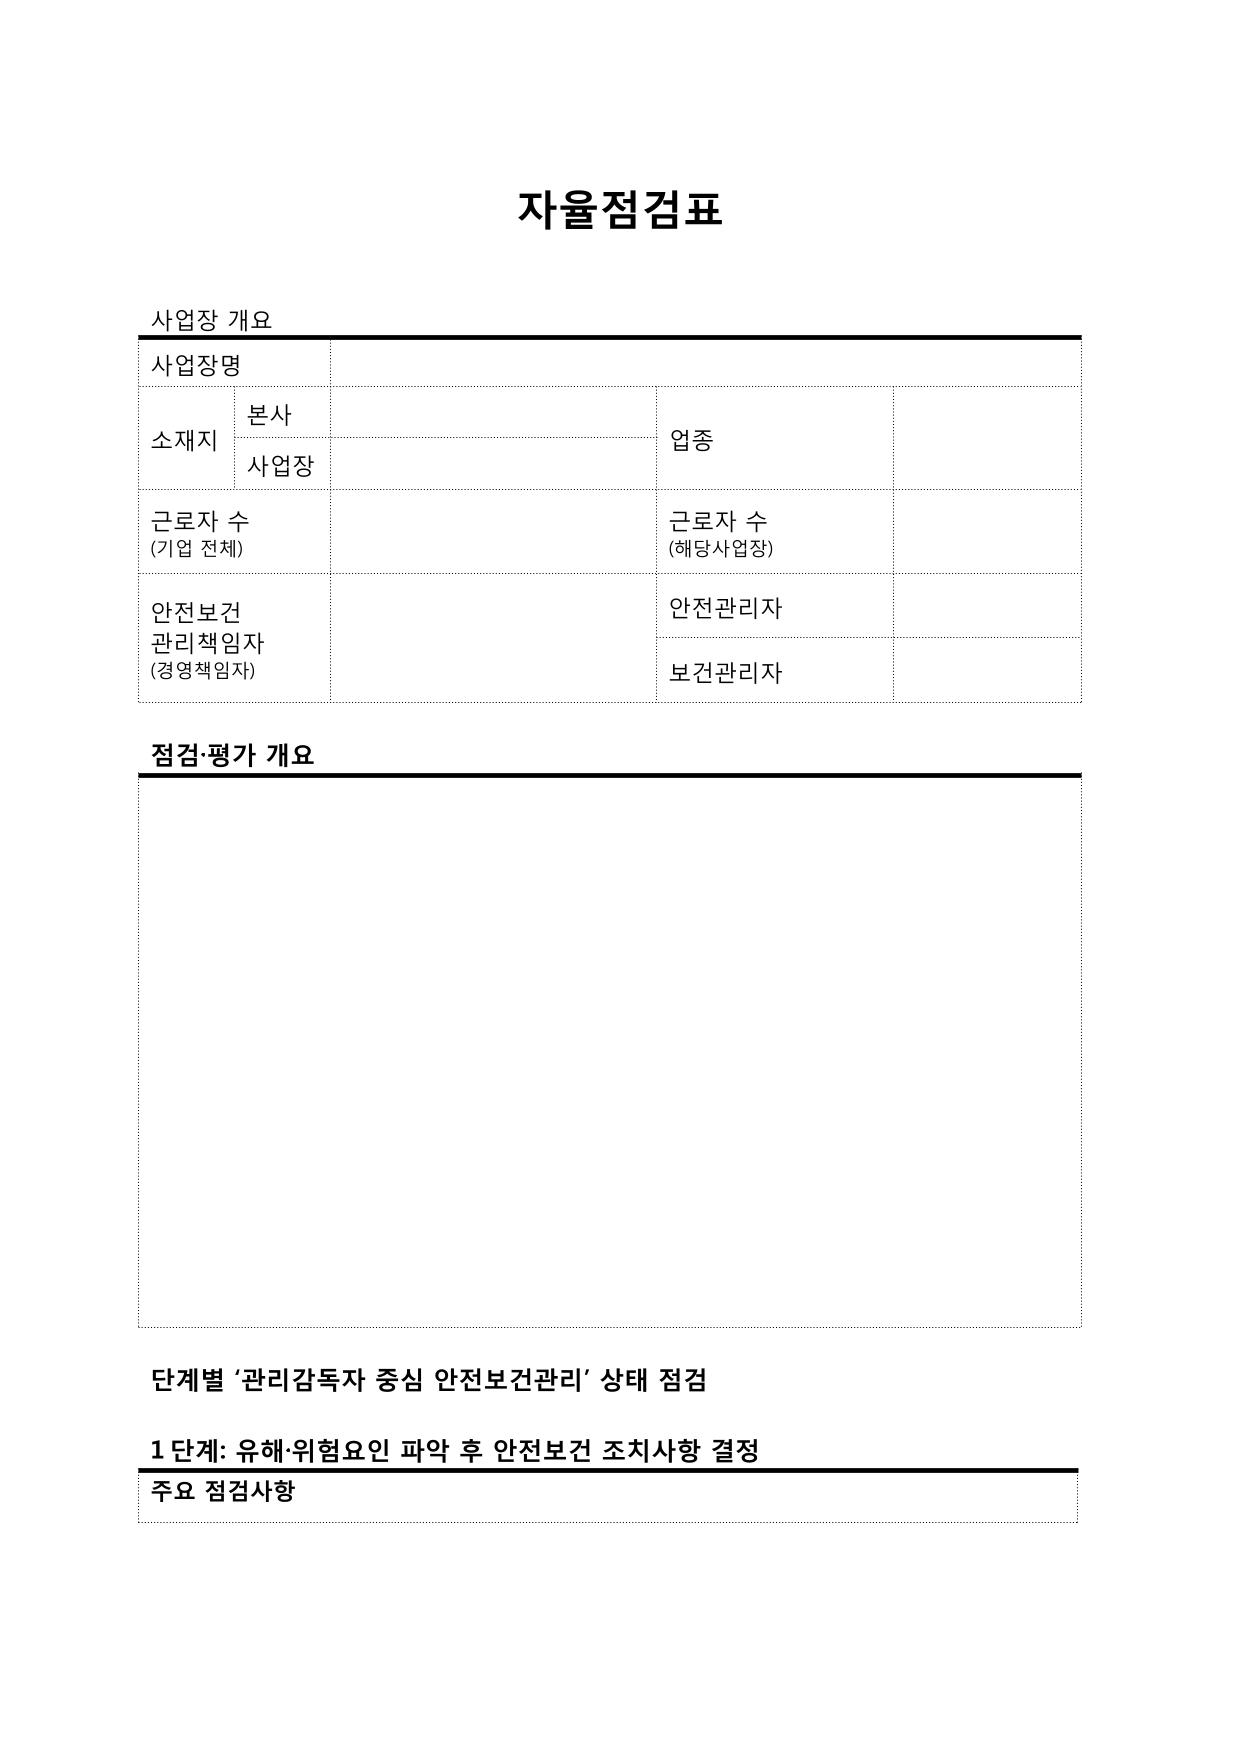 자율점검표
사업장 개요
사업장명
소재지
본사
사업장
업종
근로자 수
(기업 전체)
근로자 수
(해당사업장)
안전보건
관리책임자
(경영책임자)
안전관리자
보건관리자
점검·평가 개요
단계별 ‘관리감독자 중심 안전보건관리’ 상태 점검
1단계: 유해·위험요인 파악 후 안전보건 조치사항 결정
주요 점검사항